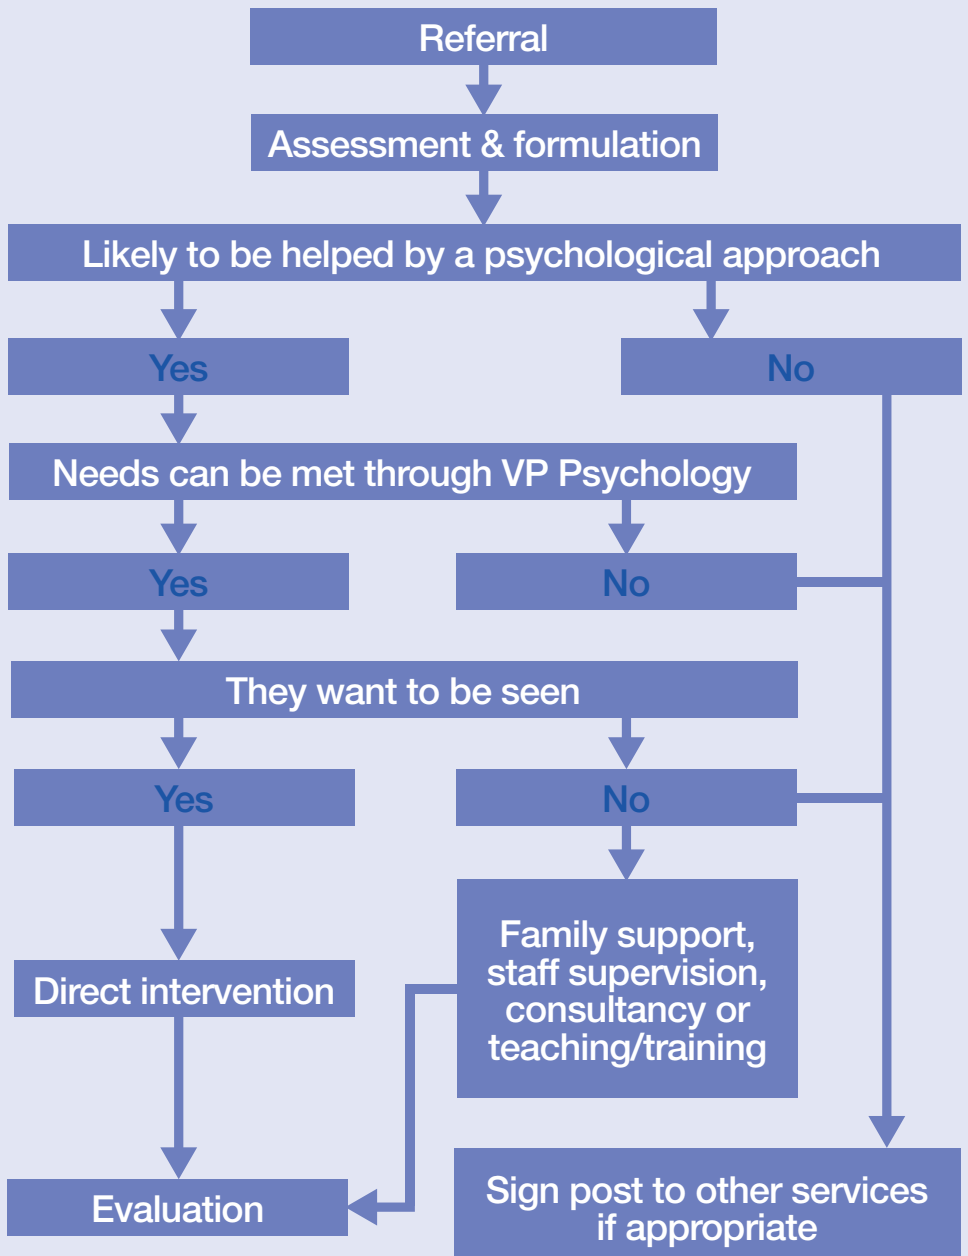 Referral
Assessment & formulation
Likely to be helped by a psychological approach
Yes
No
Needs can be met through VP Psychology
Yes
No
They want to be seen
Yes
No
Family support,
staff supervision,
consultancy or
teaching/training
Direct intervention
Evaluation
Sign post to other services
if appropriate